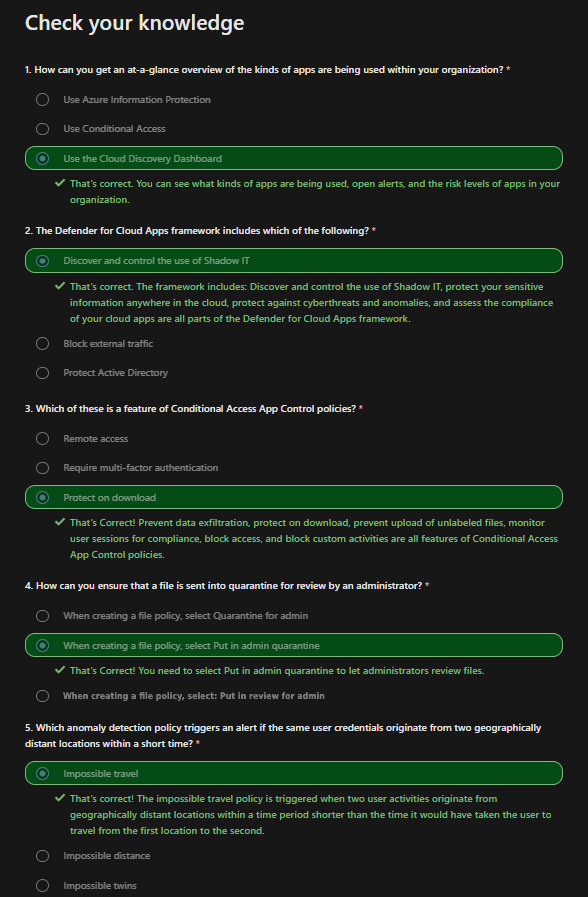 Check your knowledge
1. How can you get an at-a-glance overview of the kinds of apps are being used within your organization? *
Use Azure Information Protection
Use Conditional Access
Use the Cloud Discovery Dashboard
That's correct. You can see what kinds of apps are being used, open alerts, and the risk levels of apps in your
organization.
2. The Defender for Cloud Apps framework includes which of the following? *
Discover and control the use of Shadow IT
That's correct. The framework includes: Discover and control the use of Shadow IT, protect your sensitive
information anywhere in the cloud, protect against cyberthreats and anomalies, and assess the compliance
of your cloud apps are all parts of the Defender for Cloud Apps framework.
Block external traffic
Protect Active Directory
3. Which of these is a feature of Conditional Access App Control policies? *
Remote access
Require multi-factor authentication
Protect on download
That's Correct! Prevent data exfiltration, protect on download, prevent upload of unlabeled files, monitor
user sessions for compliance, block access, and block custom activities are all features of Conditional Access
App Control policies.
4. How can you ensure that a file is sent into quarantine for review by an administrator? *
When creating a file policy, select Quarantine for admin
When creating a file policy, select Put in admin quarantine
That's Correct! You need to select Put in admin quarantine to let administrators review files.
When creating a file policy, select: Put in review for admin
5. Which anomaly detection policy triggers an alert if the same user credentials originate from two geographically
distant locations within a short time? *
Impossible travel
That's correct! The impossible travel policy is triggered when two user activities originate from
geographically distant locations within a time period shorter than the time it would have taken the user to
travel from the first location to the second.
Impossible distance
Impossible twins